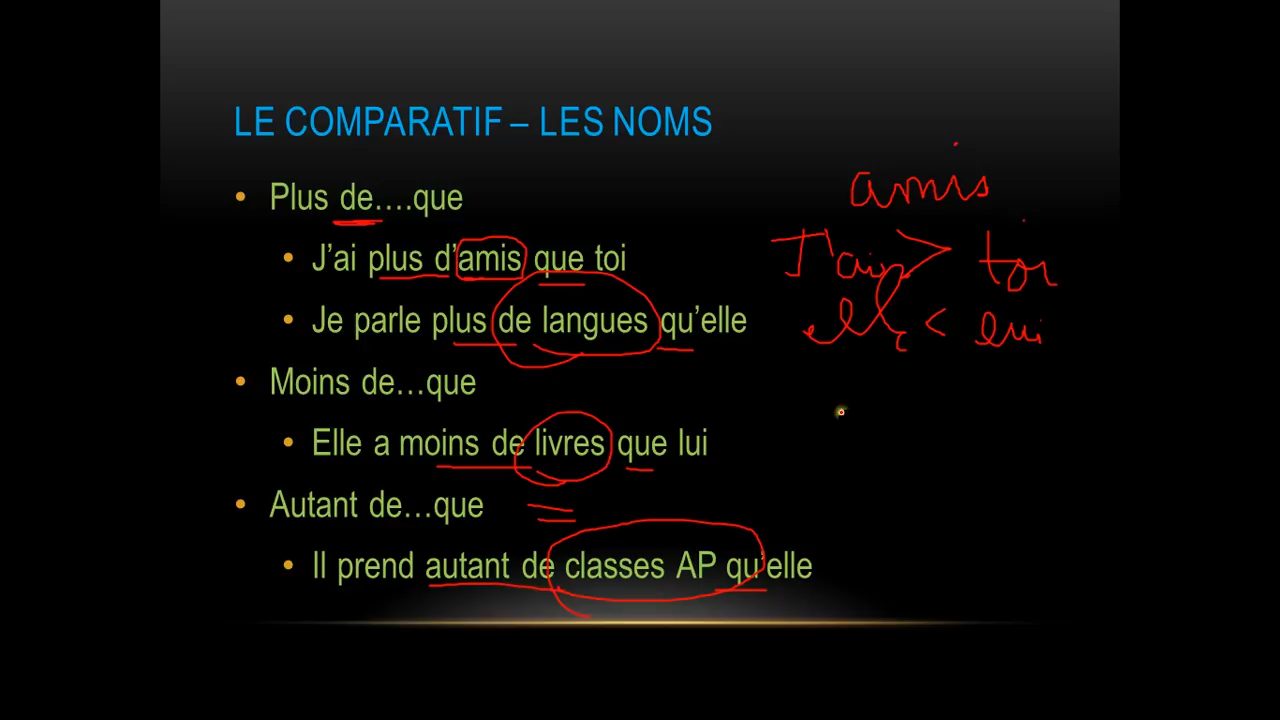 LE COMPARATIF – LES NOMS
• Plus de….que
• J’ai plus d’amis que toi
• Je parle plus de langues qu’elle
• Moins de…que
• Elle a moins de livres que lui
• Autant de…que =
• Il prend autant de classes AP qu’elle
amis
J'ai > toi
elle < lui